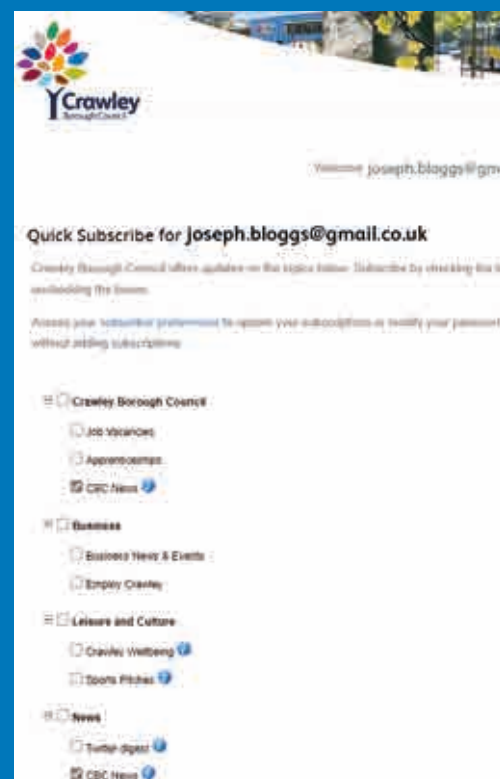 Crawley
Borough Council
Welcome joseph.bloggs@gm
Quick Subscribe for joseph.bloggs@gmail.co.uk
Crawley Borough Council offers updates on the topics below. Subscribe by checking the
unchecking the boxes.
Access your subscriber preferences to update your subscriptions or modify your password
without adding subscriptions.
Crawley Borough Council
Job Vacancies
Apprenticeships
CBC News
Business
Business News & Events
Employ Crawley
Leisure and Culture
Crawley Wellbeing
Sports Pitches
News
Twitter digest
CBC News